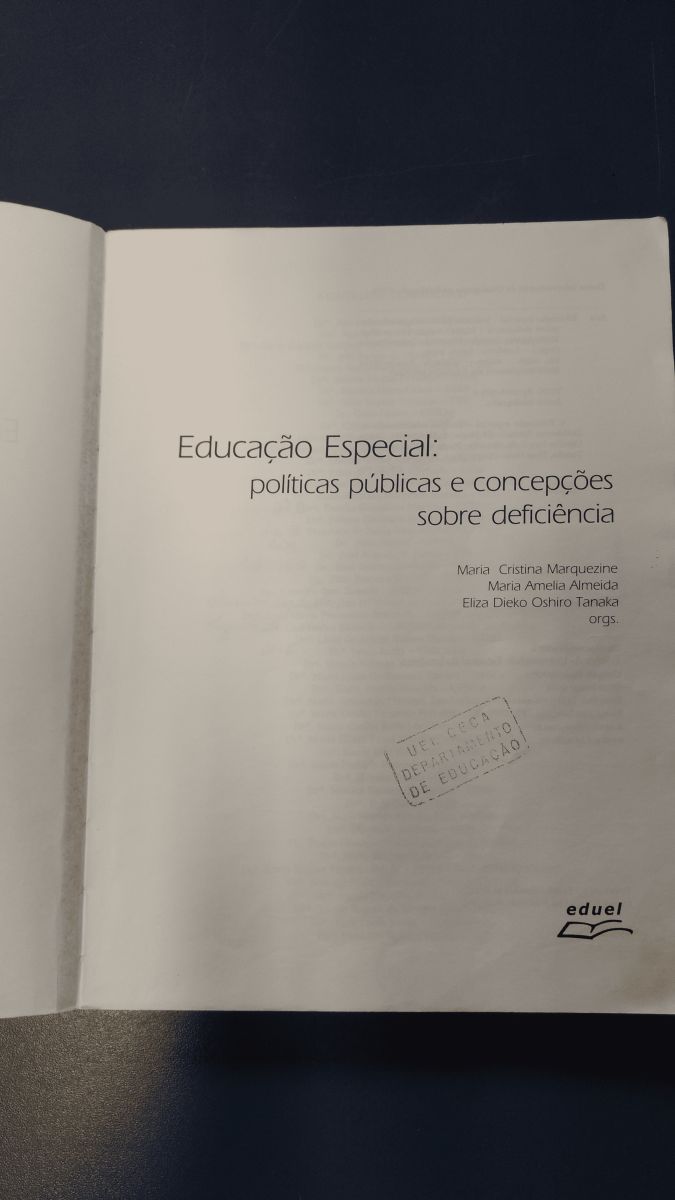 Educação Especial:
políticas públicas e concepções
sobre deficiência
Maria Cristina Marquezine
Maria Amelia Almeida
Eliza Dieko Oshiro Tanaka
orgs.
UEL CECA
DEPARTAMENTO
DE EDUCAÇÃO
eduel